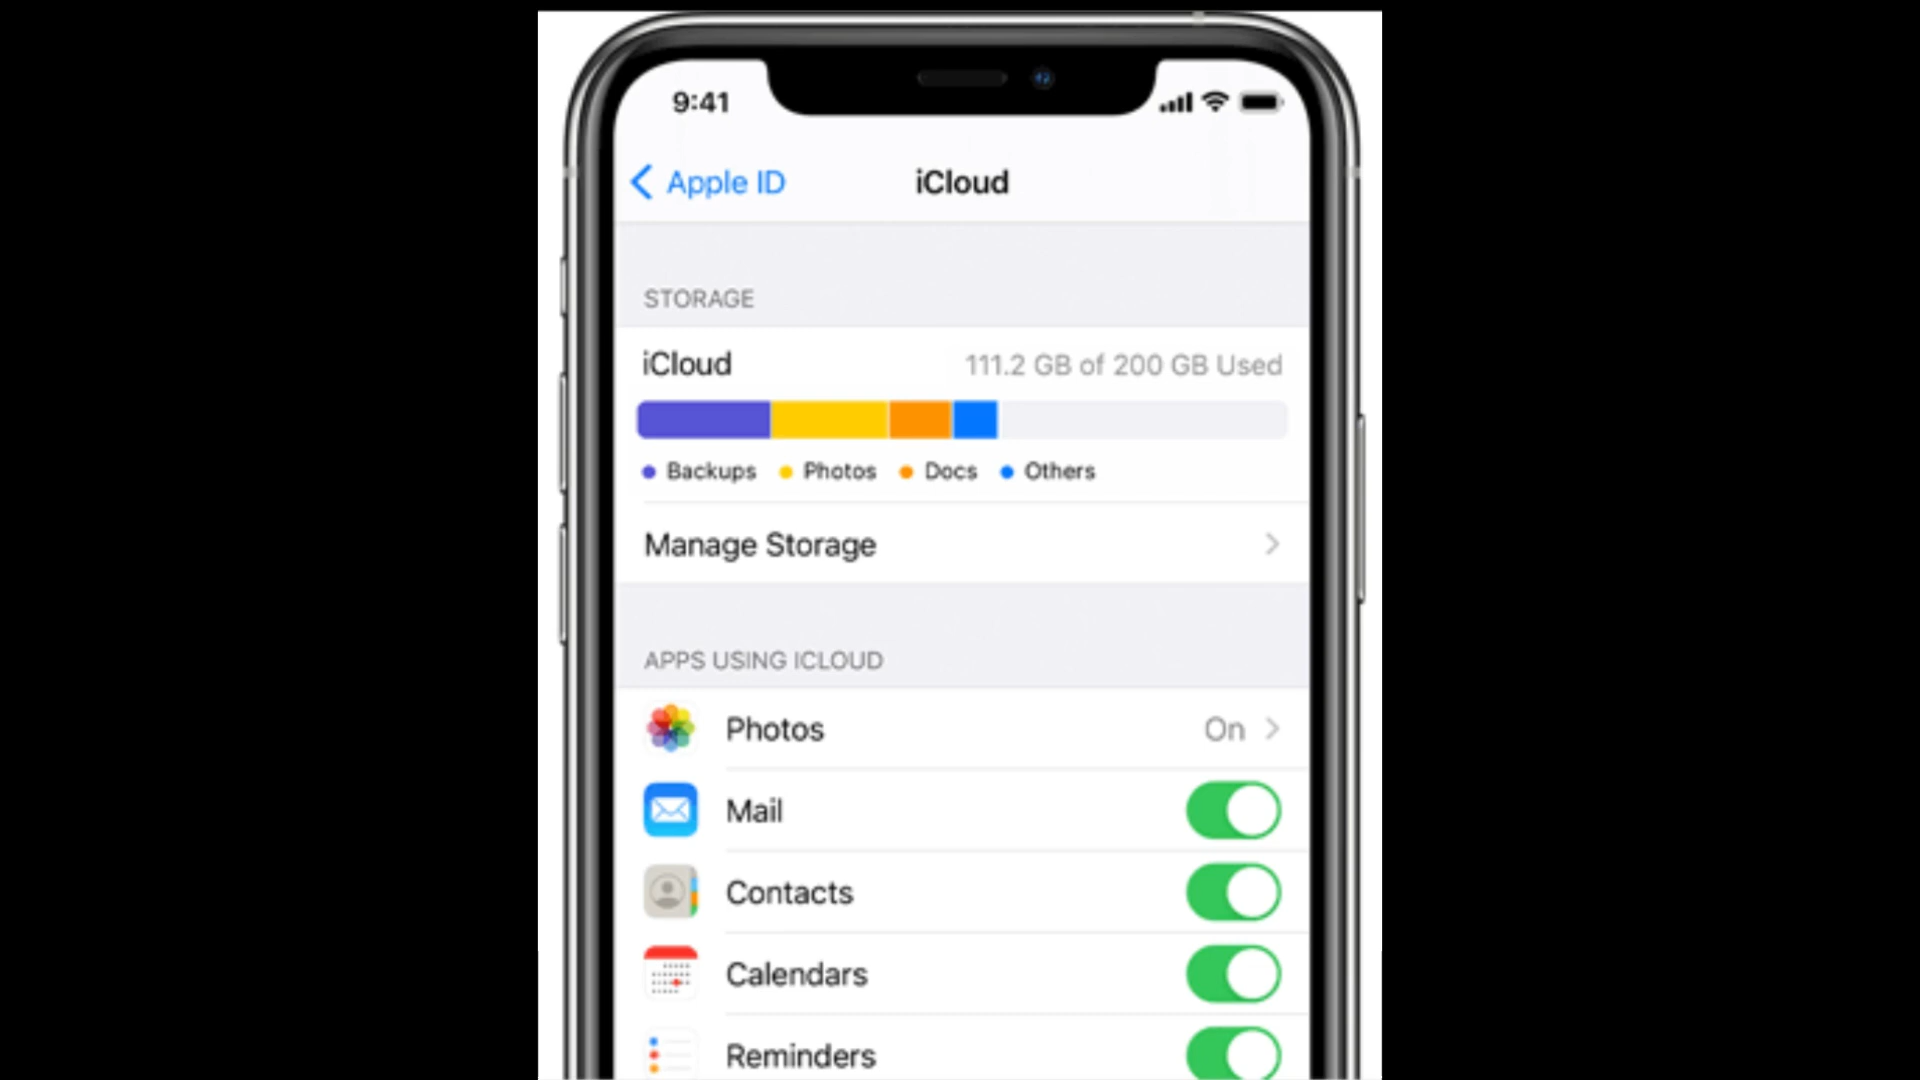 9:41
Apple ID
iCloud
STORAGE
iCloud
111.2 GB of 200 GB Used
Backups Photos Docs Others
Manage Storage
APPS USING ICLOUD
Photos On
Mail
Contacts
Calendars
Reminders